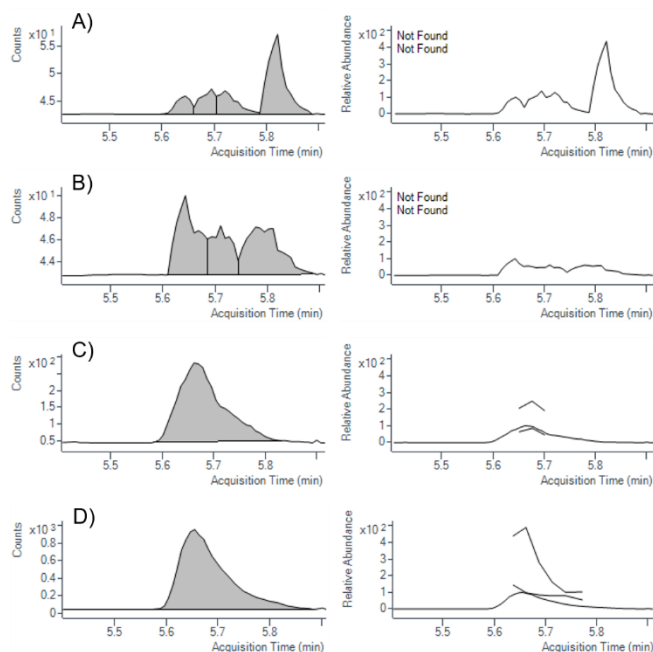 A)
Counts
x10 1
5.5
5
4.5
5.5 5.6 5.7 5.8
Acquisition Time (min)
Relative Abundance
x10 2
4
3
2
1
0
Not Found
Not Found
5.5 5.6 5.7 5.8
Acquisition Time (min)
B)
Counts
x10 1
4.8
4.6
4.4
5.5 5.6 5.7 5.8
Acquisition Time (min)
Relative Abundance
x10 2
4
3
2
1
0
Not Found
Not Found
5.5 5.6 5.7 5.8
Acquisition Time (min)
C)
Counts
x10 2
2
1.5
1
0.5
5.5 5.6 5.7 5.8
Acquisition Time (min)
Relative Abundance
x10 2
4
3
2
1
0
5.5 5.6 5.7 5.8
Acquisition Time (min)
D)
Counts
x10 3
0.8
0.6
0.4
0.2
0
5.5 5.6 5.7 5.8
Acquisition Time (min)
Relative Abundance
x10 2
4
3
2
1
0
5.5 5.6 5.7 5.8
Acquisition Time (min)